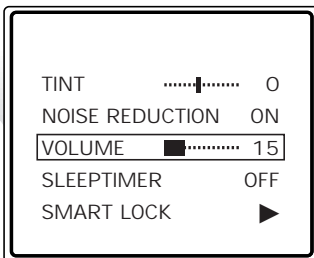 TINT 0
NOISE REDUCTION ON
VOLUME 15
SLEEPTIMER OFF
SMART LOCK